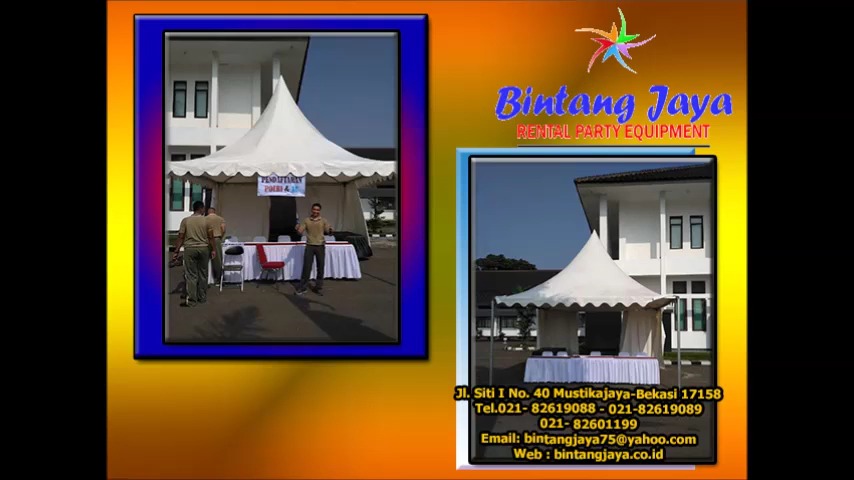 Bintang Jaya
RENTAL PARTY EQUIPMENT
PENDAFTARAN
Jl. Siti I No. 40 Mustikajaya-Bekasi 17158
Tel.021- 82619088 - 021-82619089
021- 82601199
Email: bintangjaya75@yahoo.com
Web : bintangjaya.co.id